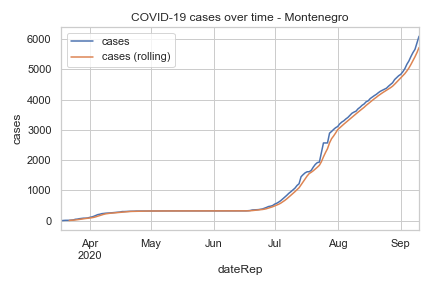 COVID-19 cases over time - Montenegro
cases
cases (rolling)
6000
5000
4000
3000
2000
1000
0
cases
Apr
2020
May
Jun
Jul
Aug
Sep
dateRep